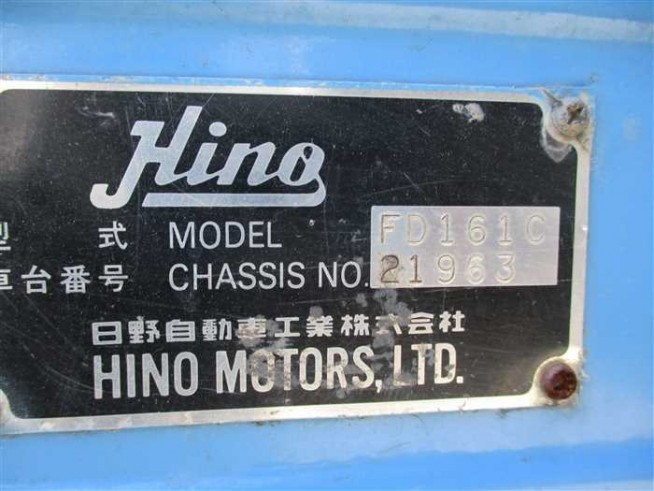 Hino
型 式 MODEL FD161C
車台番号 CHASSIS NO. 21963
日野自動車工業株式会社
HINO MOTORS, LTD.